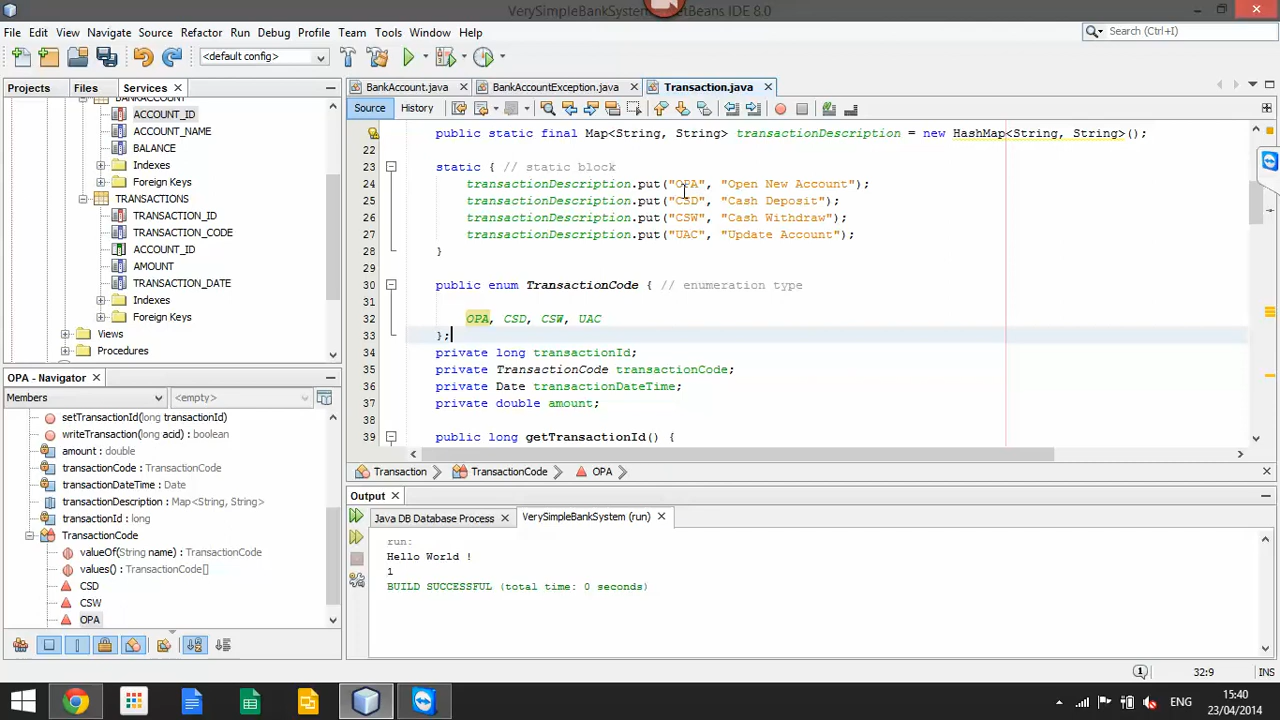 VerySimpleBankSystem - NetBeans IDE 8.0
File Edit View Navigate Source Refactor Run Debug Profile Team Tools Window Help
Search (Ctrl+I)
<default config>
Projects Files Services
BankAccount.java BankAccountException.java Transaction.java
Source History
BANKACCOUNT
ACCOUNT_ID
ACCOUNT_NAME
BALANCE
Indexes
Foreign Keys
TRANSACTIONS
TRANSACTION_ID
TRANSACTION_CODE
ACCOUNT_ID
AMOUNT
TRANSACTION_DATE
Indexes
Foreign Keys
Views
Procedures
public static final Map<String, String> transactionDescription = new HashMap<String, String>();
22
23 static { // static block
24 transactionDescription.put("OPA", "Open New Account");
25 transactionDescription.put("CSD", "Cash Deposit");
26 transactionDescription.put("CSW", "Cash Withdraw");
27 transactionDescription.put("UAC", "Update Account");
28 }
29
30 public enum TransactionCode { // enumeration type
31
32 OPA, CSD, CSW, UAC
33 };
34 private long transactionId;
35 private TransactionCode transactionCode;
36 private Date transactionDateTime;
37 private double amount;
38
39 public long getTransactionId() {
Transaction TransactionCode OPA
OPA - Navigator
Members <empty>
setTransactionId(long transactionId)
writeTransaction(long acid) : boolean
amount : double
transactionCode : TransactionCode
transactionDateTime : Date
transactionDescription : Map<String, String>
transactionId : long
TransactionCode
valueOf(String name) : TransactionCode
values() : TransactionCode[]
CSD
CSW
OPA
Output
Java DB Database Process VerySimpleBankSystem (run)
run:
Hello World !
1
BUILD SUCCESSFUL (total time: 0 seconds)
1 32:9 INS
ENG 15:40
23/04/2014